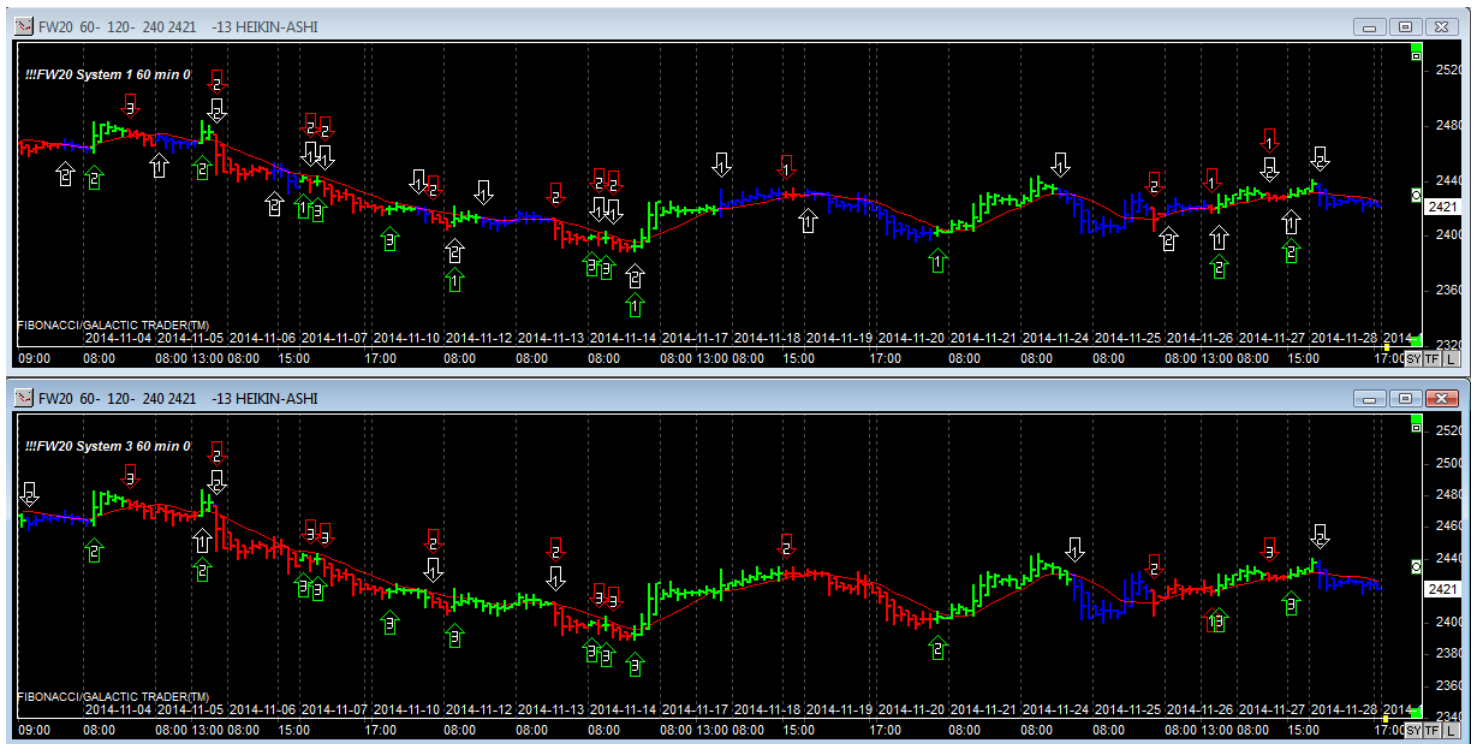 FW20 60- 120- 240 2421 -13 HEIKIN-ASHI
!!!FW20 System 1 60 min 0
2520
2480
2440
2421
2400
2360
2320
FIBONACCI/GALACTIC TRADER(TM)
2014-11-04 2014-11-05 2014-11-06 2014-11-07 2014-11-10 2014-11-12 2014-11-13 2014-11-14 2014-11-17 2014-11-18 2014-11-19 2014-11-20 2014-11-21 2014-11-24 2014-11-25 2014-11-26 2014-11-27 2014-11-28 2014-1
09:00 08:00 08:00 13:00 08:00 15:00 17:00 08:00 08:00 08:00 08:00 13:00 08:00 15:00 17:00 08:00 08:00 08:00 08:00 13:00 08:00 15:00 17:00 SY TF L
FW20 60- 120- 240 2421 -13 HEIKIN-ASHI
!!!FW20 System 3 60 min 0
2520
2500
2480
2460
2440
2421
2400
2380
2360
2340
FIBONACCI/GALACTIC TRADER(TM)
2014-11-04 2014-11-05 2014-11-06 2014-11-07 2014-11-10 2014-11-12 2014-11-13 2014-11-14 2014-11-17 2014-11-18 2014-11-19 2014-11-20 2014-11-21 2014-11-24 2014-11-25 2014-11-26 2014-11-27 2014-11-28 2014-1
09:00 08:00 08:00 13:00 08:00 15:00 17:00 08:00 08:00 08:00 08:00 13:00 08:00 15:00 17:00 08:00 08:00 08:00 08:00 13:00 08:00 15:00 17:00 SY TF L